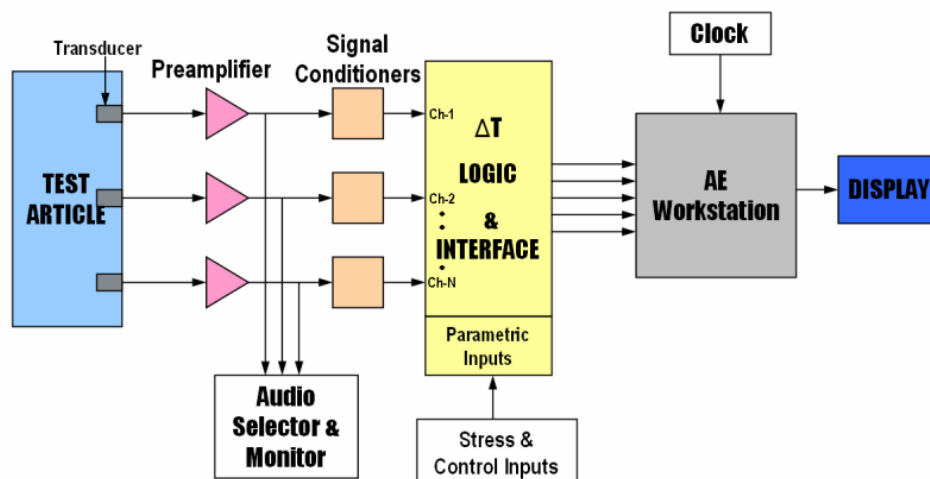 Transducer
Preamplifier
Signal
Conditioners
Clock
TEST
ARTICLE
Ch-1
ΔT
LOGIC
Ch-2
&
INTERFACE
Ch-N
AE
Workstation
DISPLAY
Parametric
Inputs
Audio
Selector &
Monitor
Stress &
Control Inputs